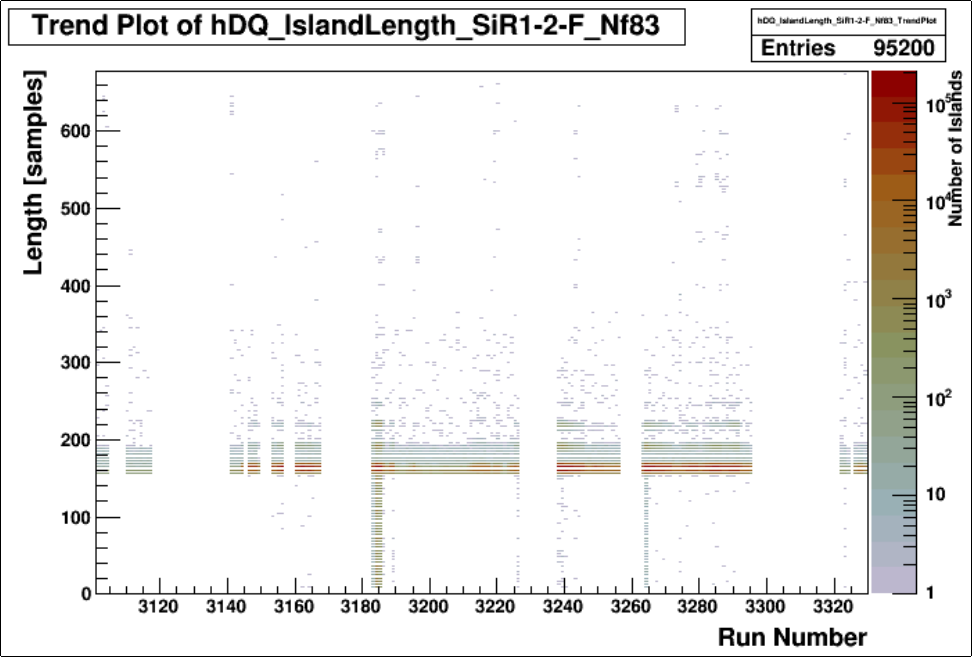 Trend Plot of hDQ_IslandLength_SiR1-2-F_Nf83
hDQ_IslandLength_SiR1-2-F_Nf83_TrendPlot
Entries 95200
Length [samples]
600
500
400
300
200
100
0
3120 3140 3160 3180 3200 3220 3240 3260 3280 3300 3320
Run Number
10^5
10^4
10^3
10^2
10
1
Number of Islands